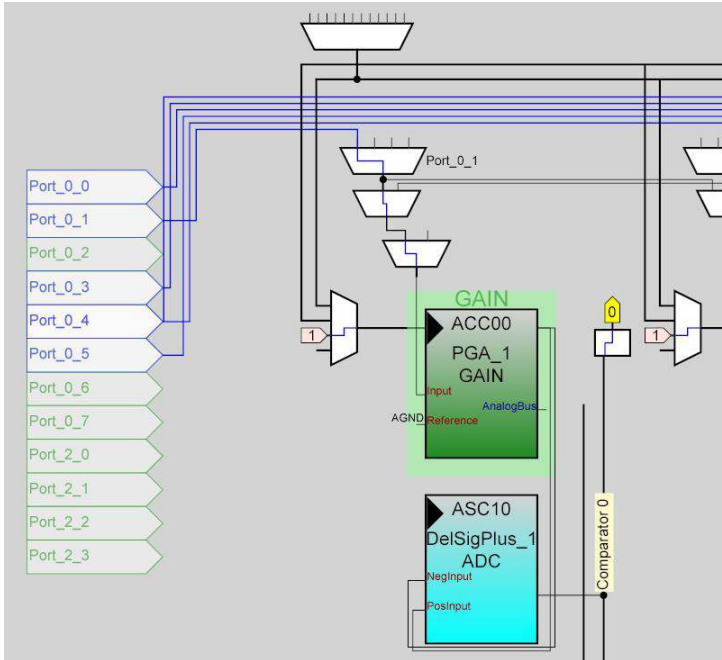 Port_0_1
Port_0_0
Port_0_1
Port_0_2
Port_0_3
Port_0_4
Port_0_5
Port_0_6
Port_0_7
Port_2_0
Port_2_1
Port_2_2
Port_2_3
GAIN
0
1
1
ACC00
PGA_1
GAIN
Input
AnalogBus
AGND
Reference
ASC10
DelSigPlus_1
ADC
NegInput
PosInput
Comparator 0